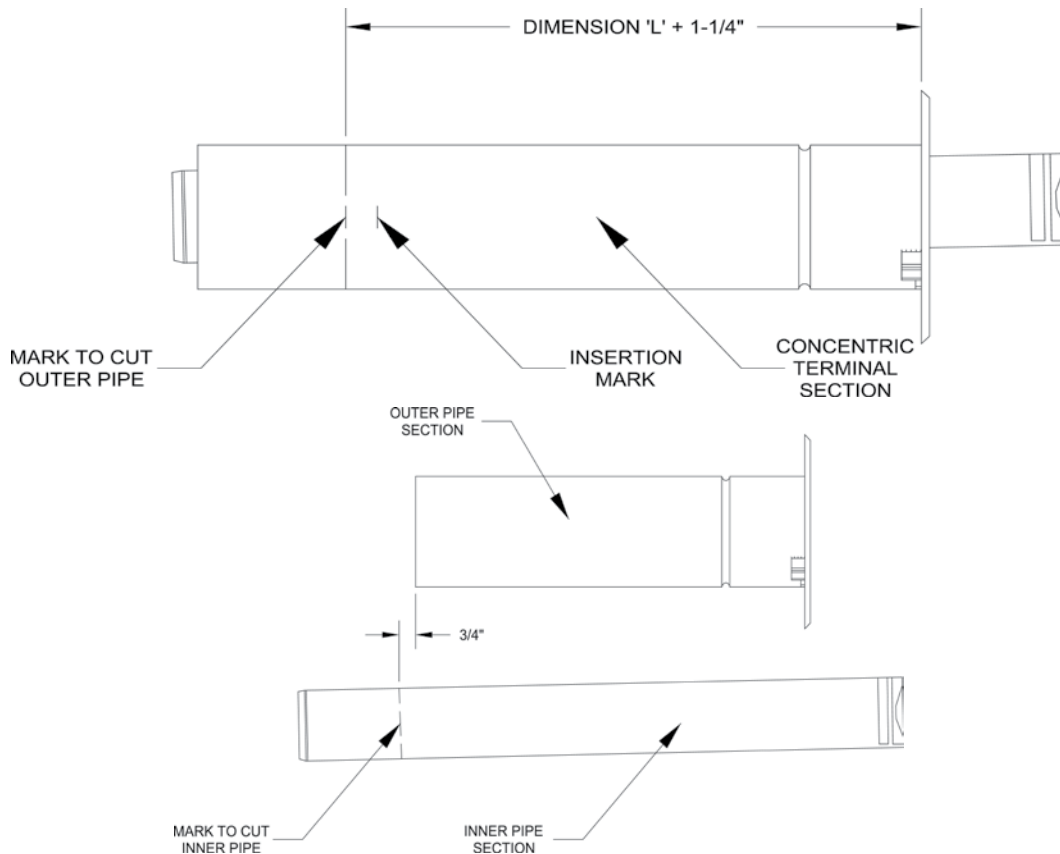 DIMENSION 'L' + 1-1/4"
MARK TO CUT
OUTER PIPE
INSERTION
MARK
CONCENTRIC
TERMINAL
SECTION
OUTER PIPE
SECTION
3/4"
MARK TO CUT
INNER PIPE
INNER PIPE
SECTION